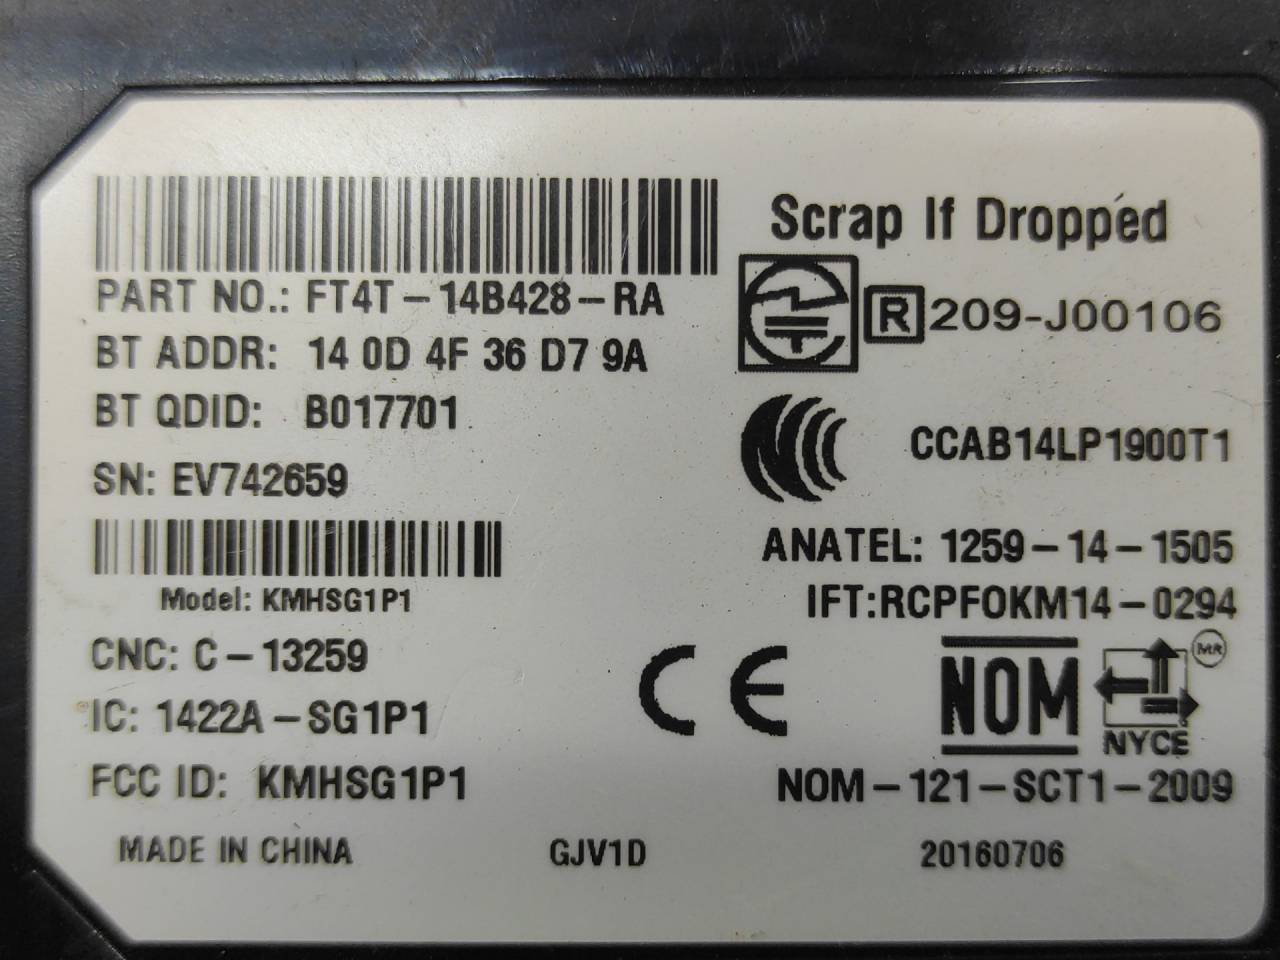 Scrap If Dropped
PART NO.: FT4T-14B428-RA
R 209-J00106
BT ADDR: 14 0D 4F 36 D7 9A
BT QDID: B017701
CCAB14LP1900T1
SN: EV742659
ANATEL: 1259-14-1505
Model: KMHSG1P1
IFT:RCPFOKM14-0294
CNC: C-13259
CE
NOM
MR
NYCE
IC: 1422A-SG1P1
FCC ID: KMHSG1P1
NOM-121-SCT1-2009
MADE IN CHINA
GJV1D
20160706